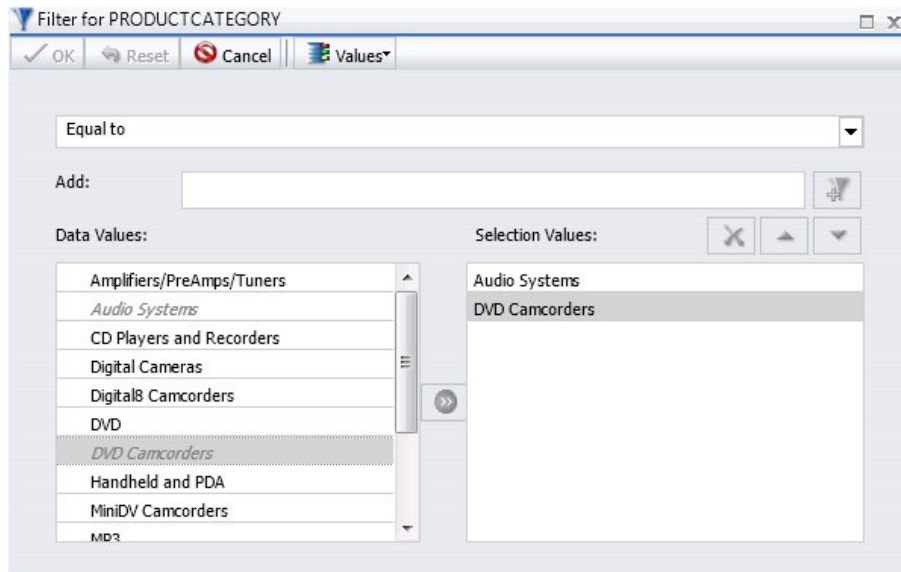 Filter for PRODUCTCATEGORY
OK Reset Cancel Values
Equal to
Add:
Data Values:
Selection Values:
Amplifiers/PreAmps/Tuners
Audio Systems
CD Players and Recorders
Digital Cameras
Digital8 Camcorders
DVD
DVD Camcorders
Handheld and PDA
MiniDV Camcorders
MP3
Audio Systems
DVD Camcorders